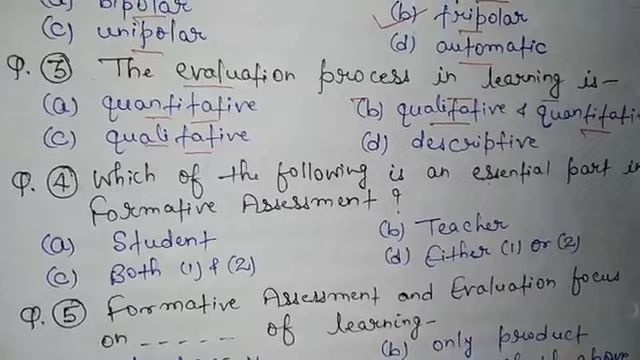 (a) bipolar (b) tripolar
(c) unipolar (d) automatic
Q. (3) The evaluation process in learning is-
(a) quantitative (b) qualitative & quantitati
(c) qualitative (d) descriptive
Q. (4) Which of the following is an essential part in
Formative Assessment?
(a) Student (b) Teacher
(c) Both (1) & (2) (d) Either (1) or (2)
Q. (5) Formative Assessment and Evaluation focus
on ----- of learning-
(b) only product